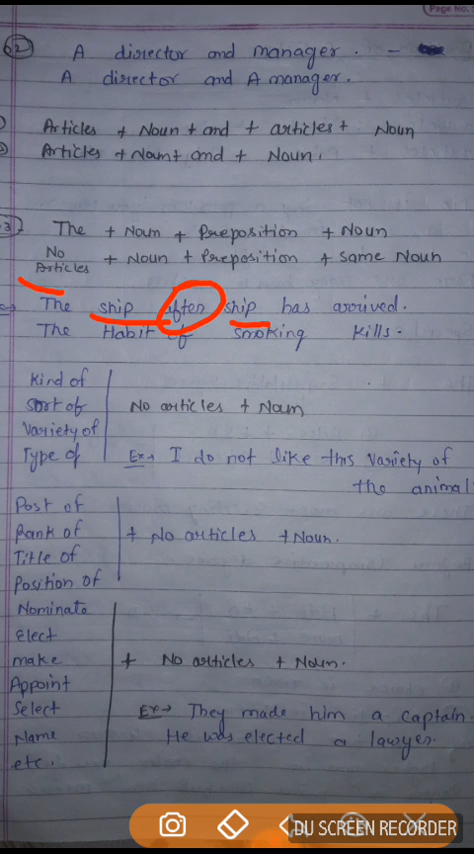 Page No.
62) A director and manager. -
A director and A manager.
Articles + Noun + and + articles + Noun
Articles + Noun + and + Noun.
3) The + Noun + Preposition + Noun
No Articles + Noun + Preposition + same Noun
The ship after ship has arrived.
The Habit of smoking kills.
Kind of
Sort of
Variety of
Type of
No articles + Noun
Ex→ I do not like this variety of
the animal
Post of
Rank of
Title of
Position of
+ No articles + Noun.
Nominate
Elect
make
Appoint
Select
Name
etc.
+ No articles + Noun.
Ex→ They made him a captain.
He was elected a lawyer.
DU SCREEN RECORDER